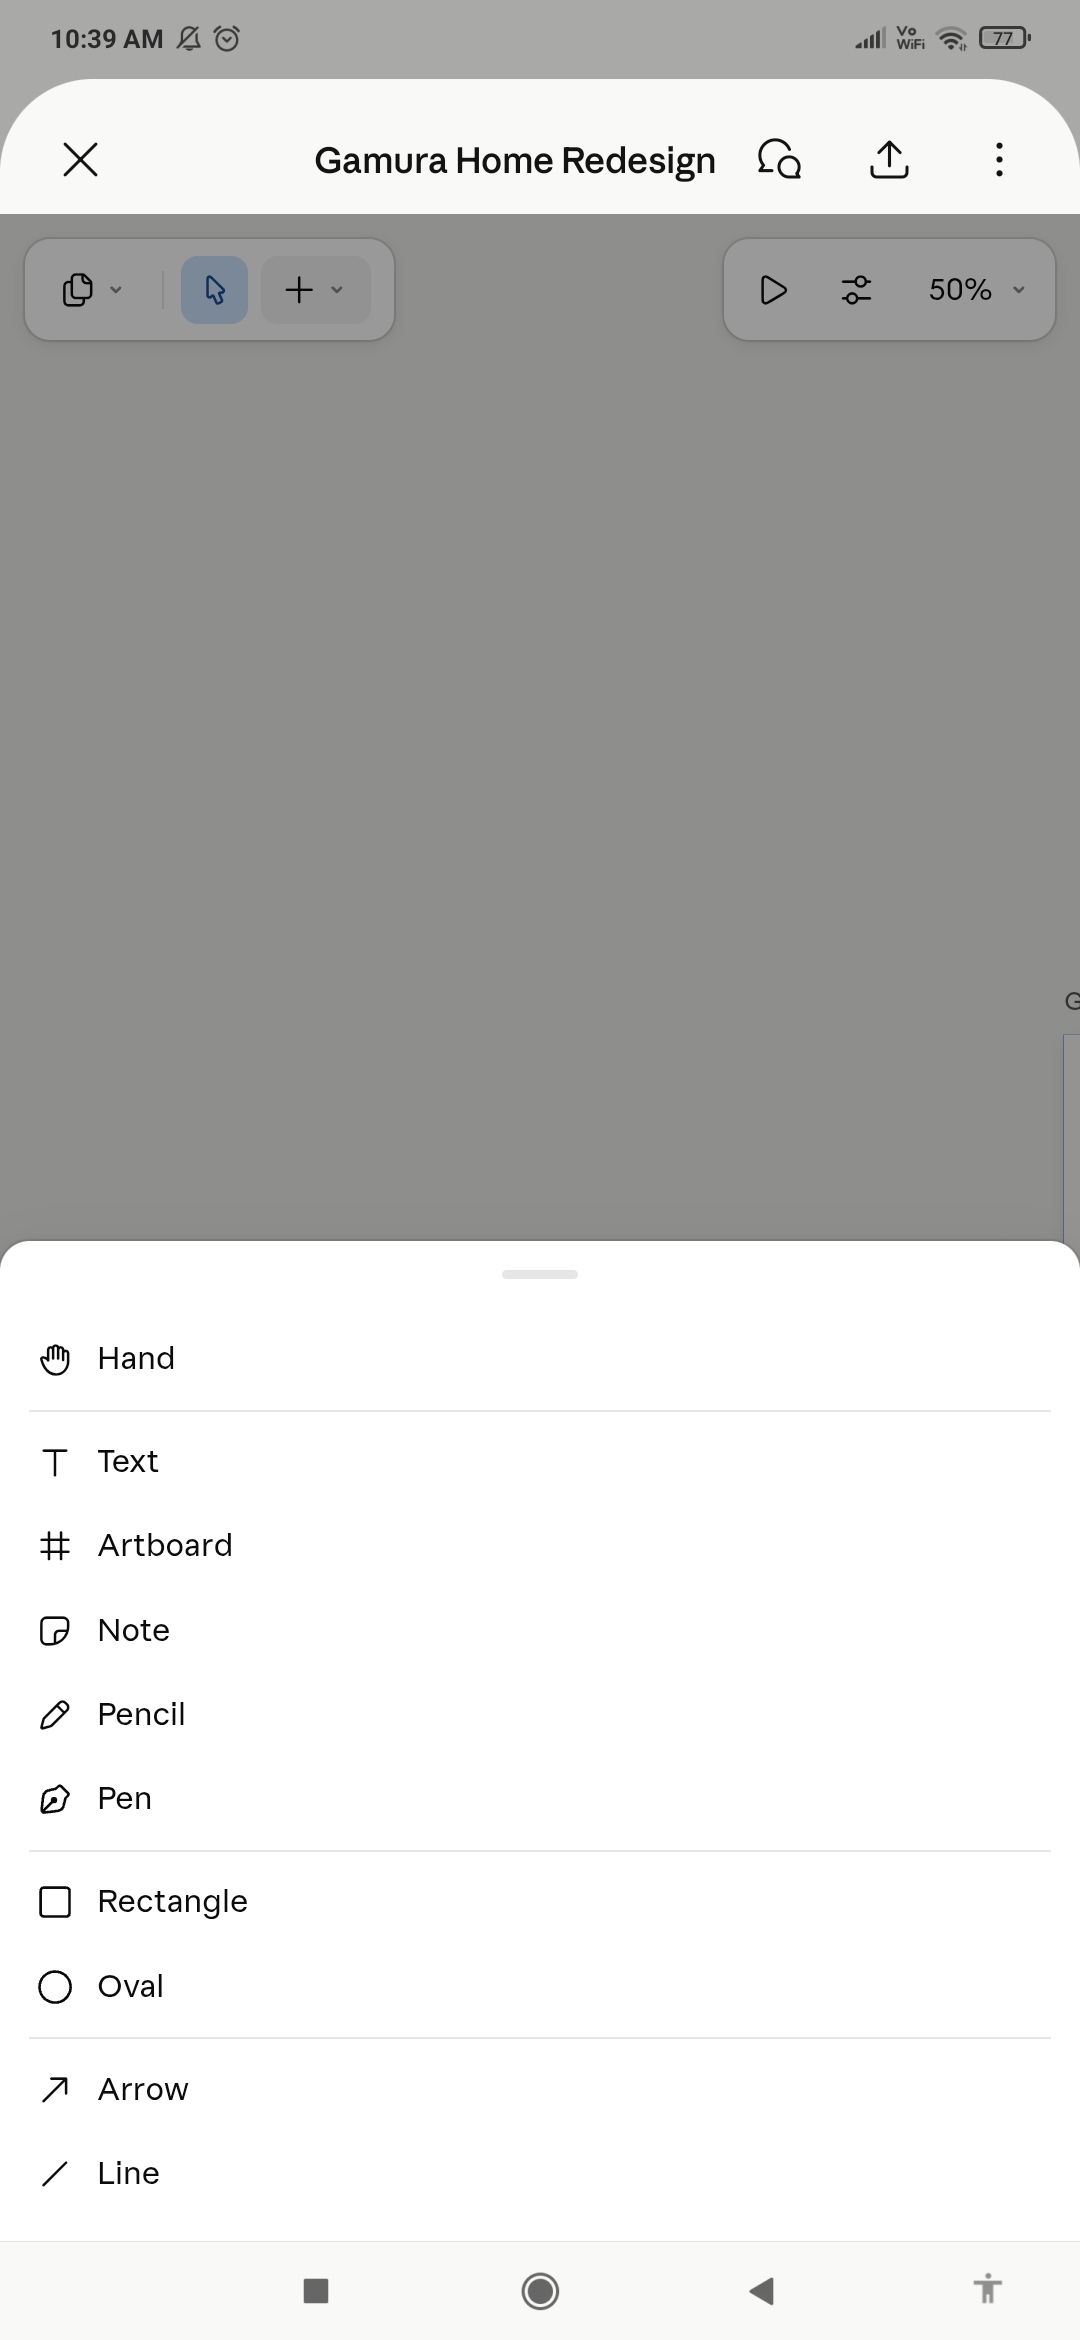 10:39 AM
Vo WiFi 77
Gamura Home Redesign
50%
G
Hand
Text
Artboard
Note
Pencil
Pen
Rectangle
Oval
Arrow
Line